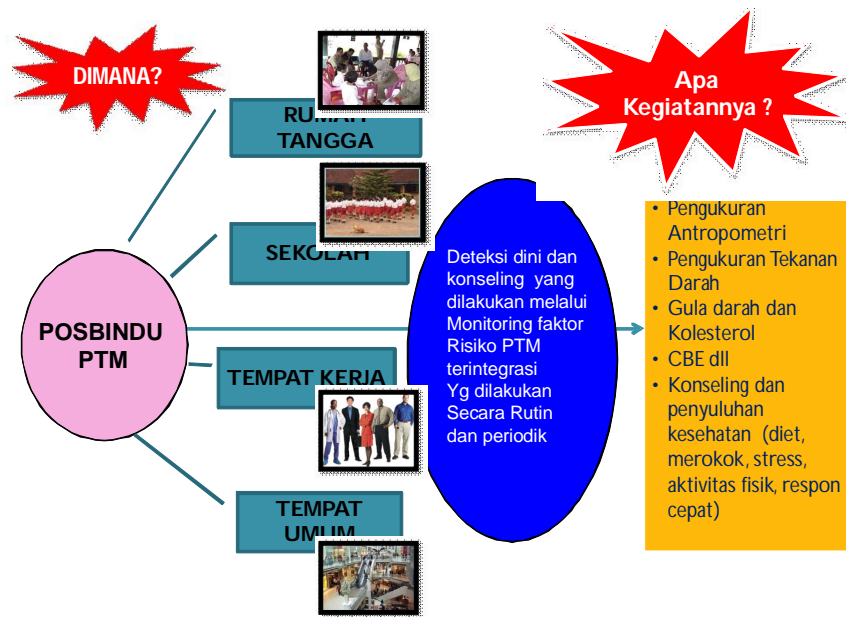 DIMANA?
Apa
Kegiatannya ?
RUMAH
TANGGA
SEKOLAH
POSBINDU
PTM
TEMPAT KERJA
TEMPAT
UMUM
Deteksi dini dan
konseling yang
dilakukan melalui
Monitoring faktor
Risiko PTM
terintegrasi
Yg dilakukan
Secara Rutin
dan periodik
• Pengukuran
Antropometri
• Pengukuran Tekanan
Darah
• Gula darah dan
Kolesterol
• CBE dll
• Konseling dan
penyuluhan
kesehatan (diet,
merokok, stress,
aktivitas fisik, respon
cepat)